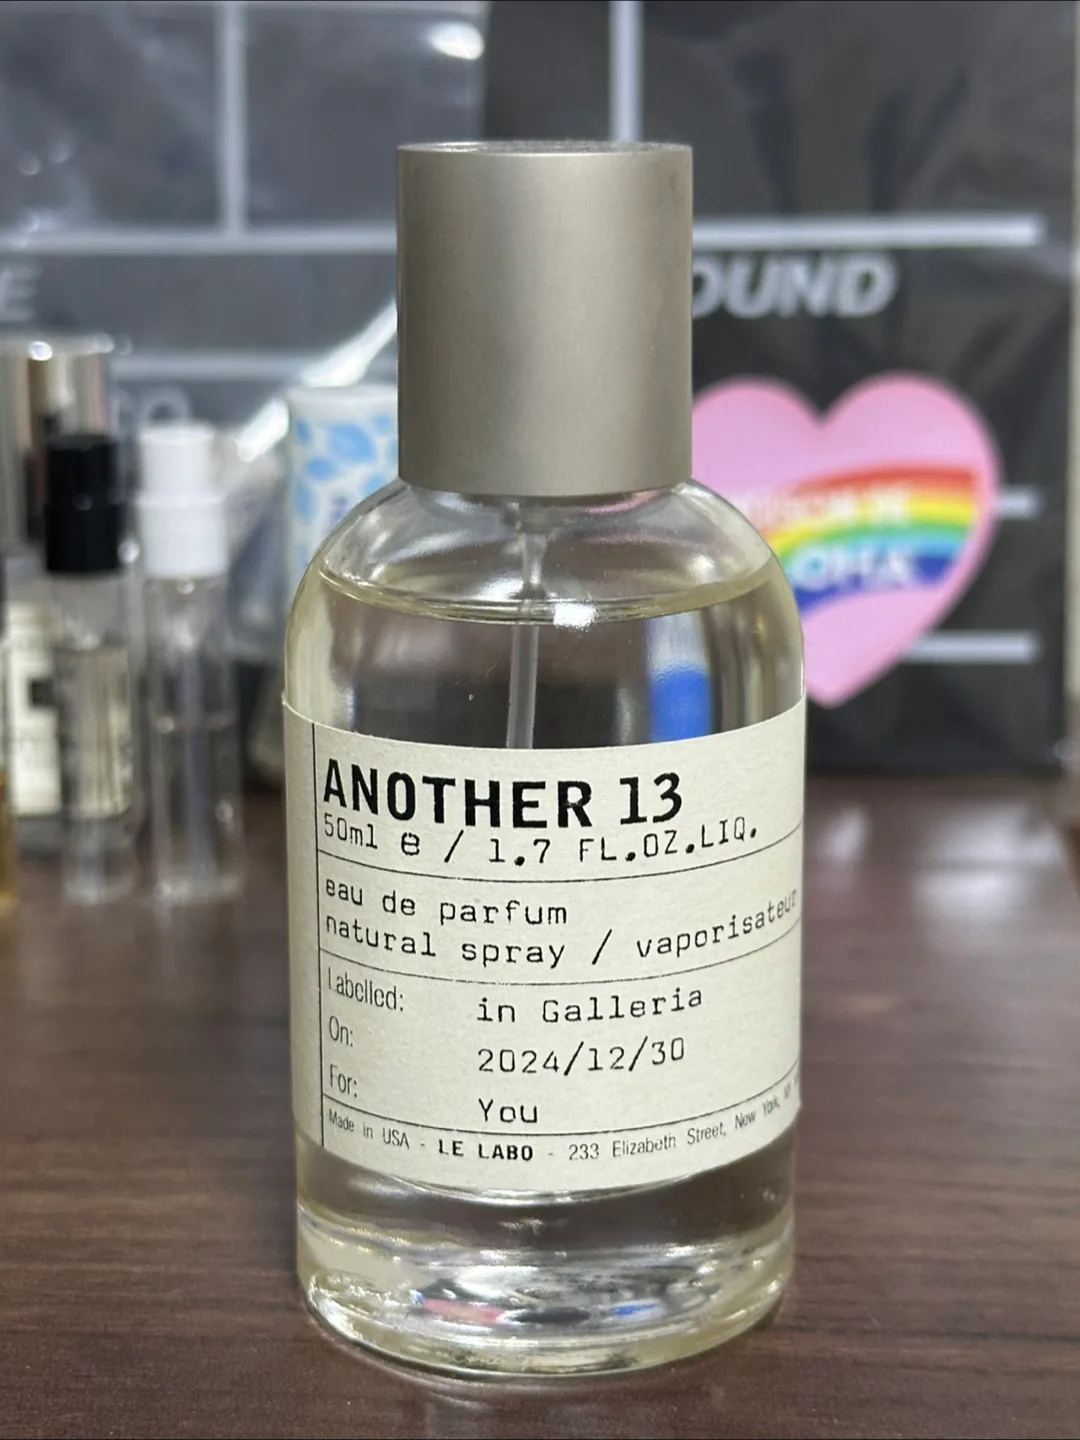 OUND
ANOTHER 13
50ml e / 1.7 FL.OZ.LIQ.
eau de parfum
natural spray / vaporisateur
Labelled: in Galleria
On: 2024/12/30
For: You
Made in USA - LE LABO - 233 Elizabeth Street, New York,